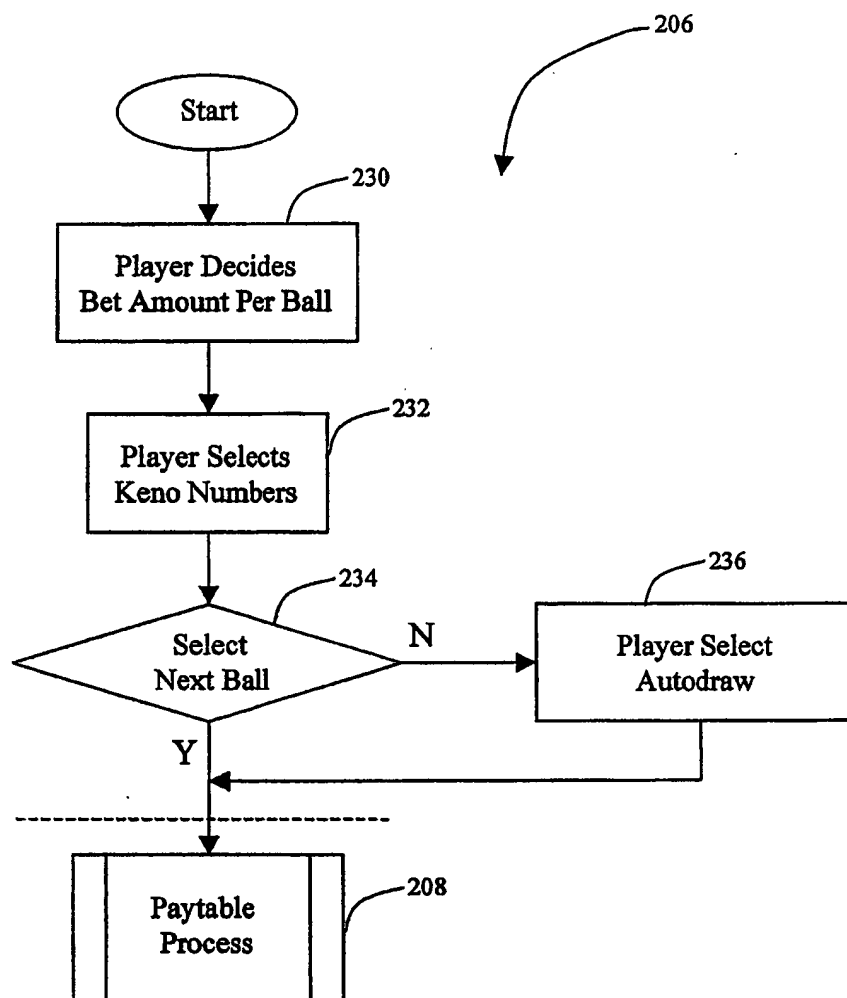 206
Start
230
Player Decides
Bet Amount Per Ball
232
Player Selects
Keno Numbers
234
Select
Next Ball
N
236
Player Select
Autodraw
Y
208
Paytable
Process